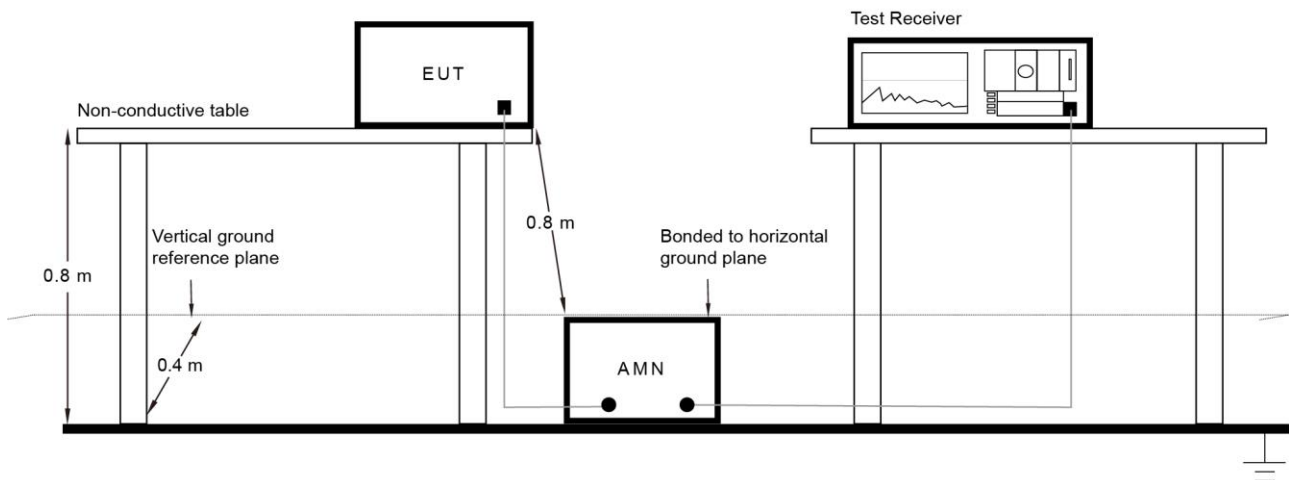 Test Receiver
EUT
Non-conductive table
0.8 m
Vertical ground
reference plane
Bonded to horizontal
ground plane
0.8 m
0.4 m
AMN